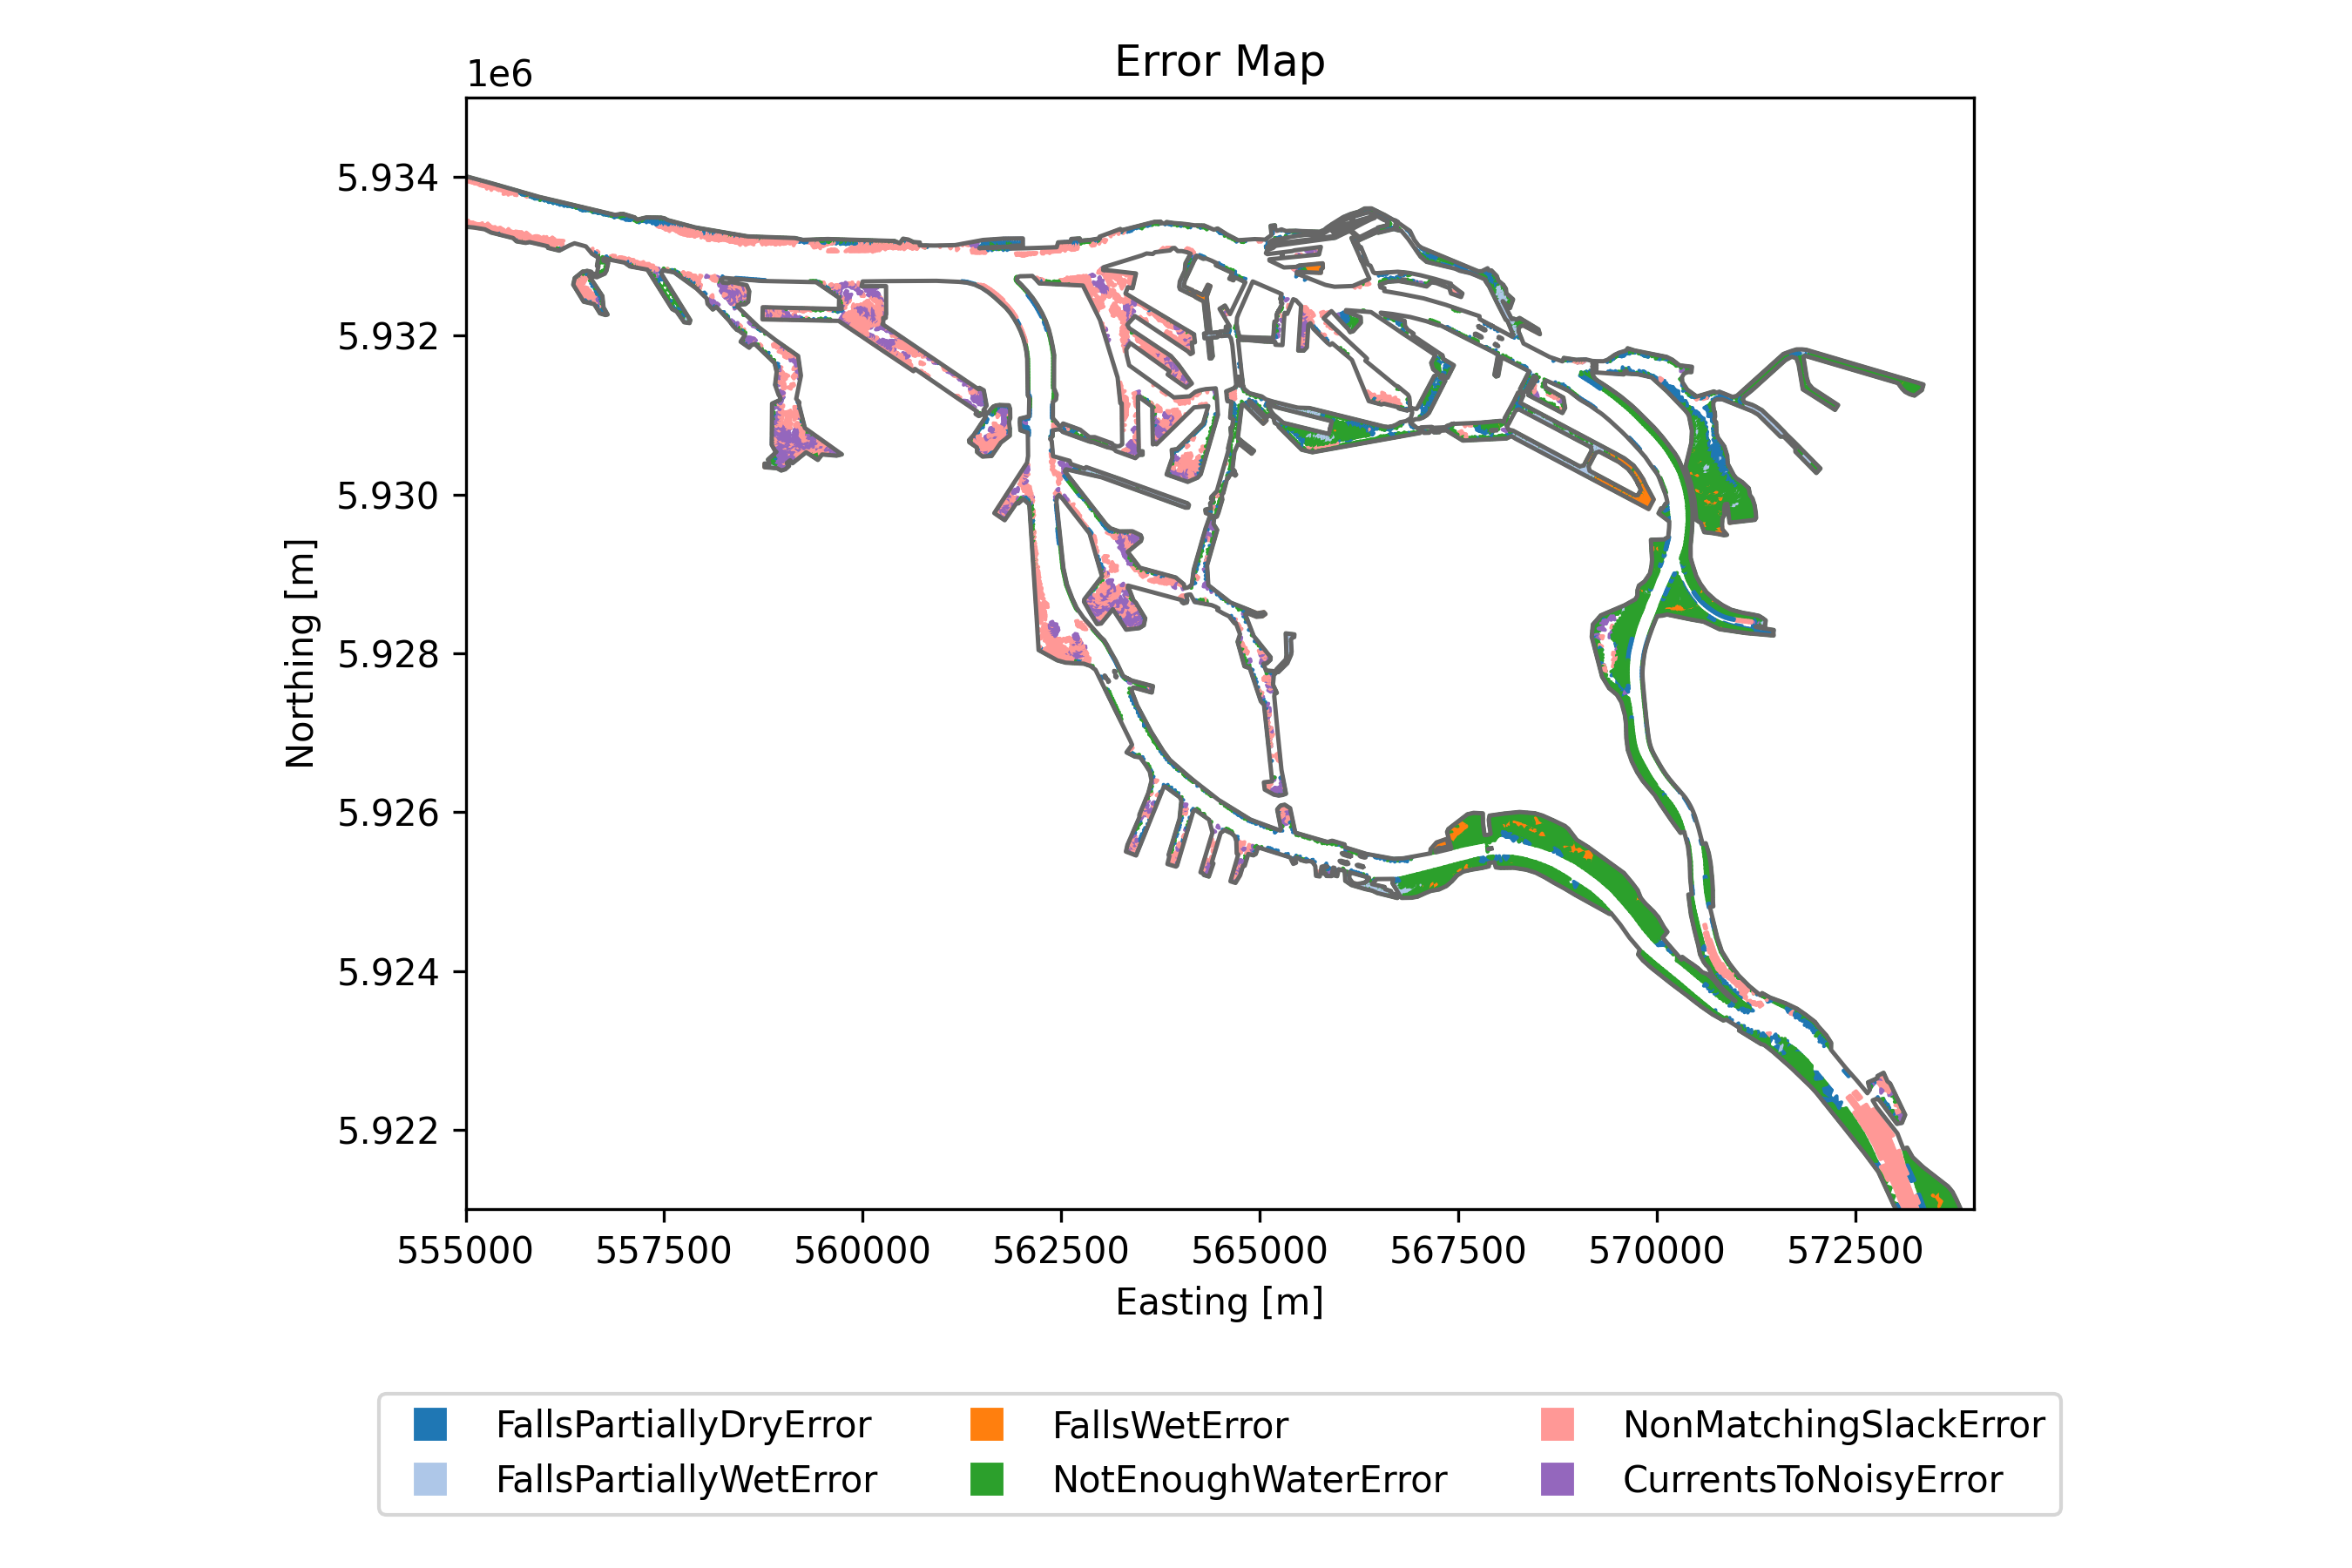 Error Map
1e6
5.934
5.932
5.930
5.928
5.926
5.924
5.922
Northing [m]
555000 557500 560000 562500 565000 567500 570000 572500
Easting [m]
FallsPartiallyDryError FallsWetError NonMatchingSlackError
FallsPartiallyWetError NotEnoughWaterError CurrentsToNoisyError